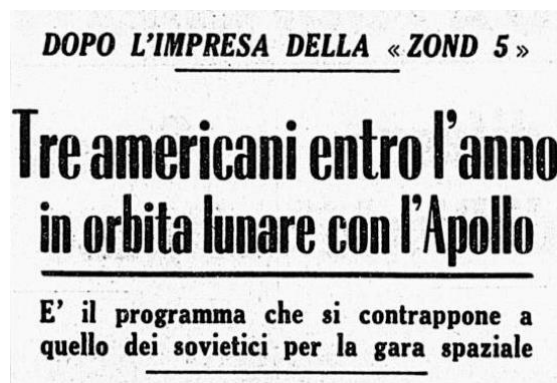 DOPO L'IMPRESA DELLA « ZOND 5 »
Tre americani entro l'anno
in orbita lunare con l'Apollo
E' il programma che si contrappone a
quello dei sovietici per la gara spaziale